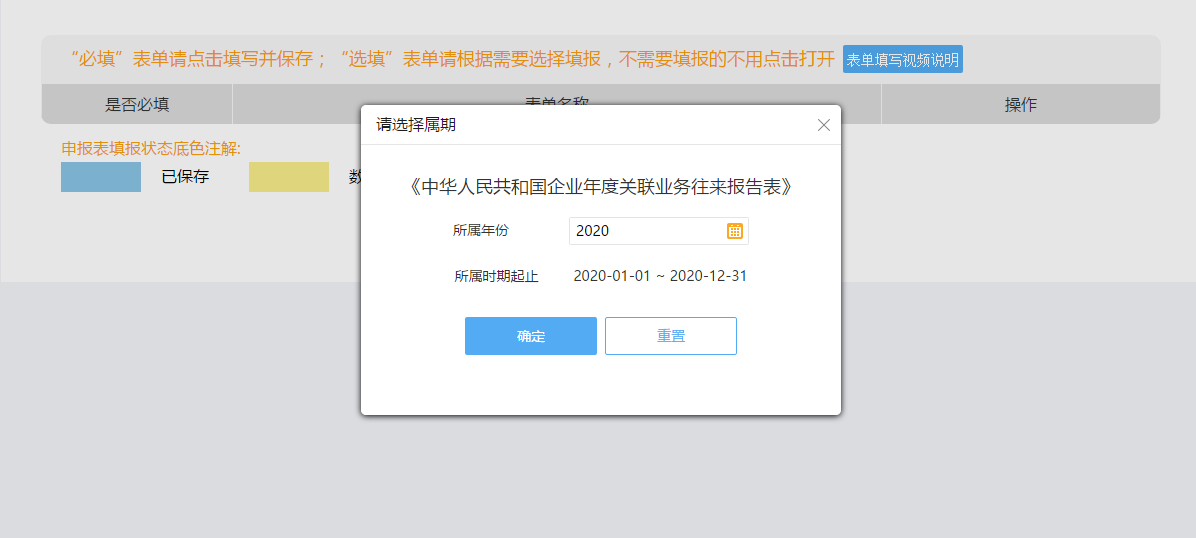 “必填”表单请点击填写并保存；“选填”表单请根据需要选择填报，不需要填报的不用点击打开 表单填写视频说明
是否必填 表单名称 操作
请选择属期
申报表填报状态底色注解:
已保存 数
《中华人民共和国企业年度关联业务往来报告表》
所属年份 2020
所属时期起止 2020-01-01 ~ 2020-12-31
确定 重置